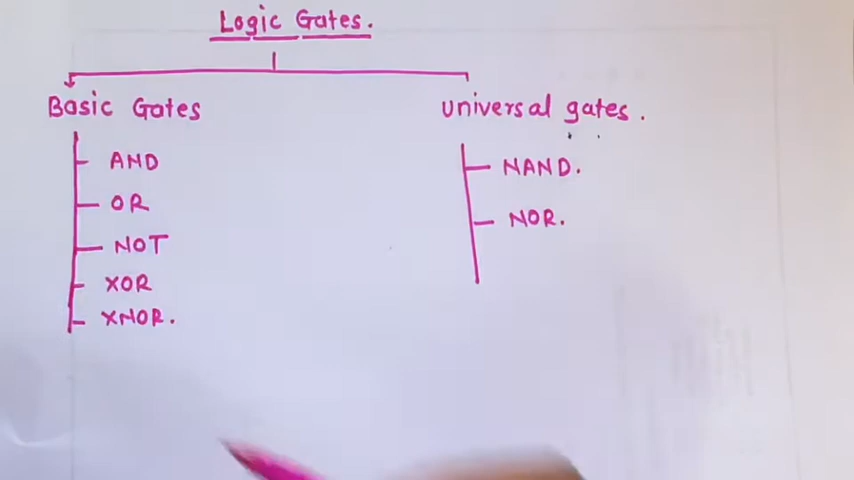 Logic Gates.
Basic Gates
AND
OR
NOT
XOR
XNOR.
universal gates.
NAND.
NOR.